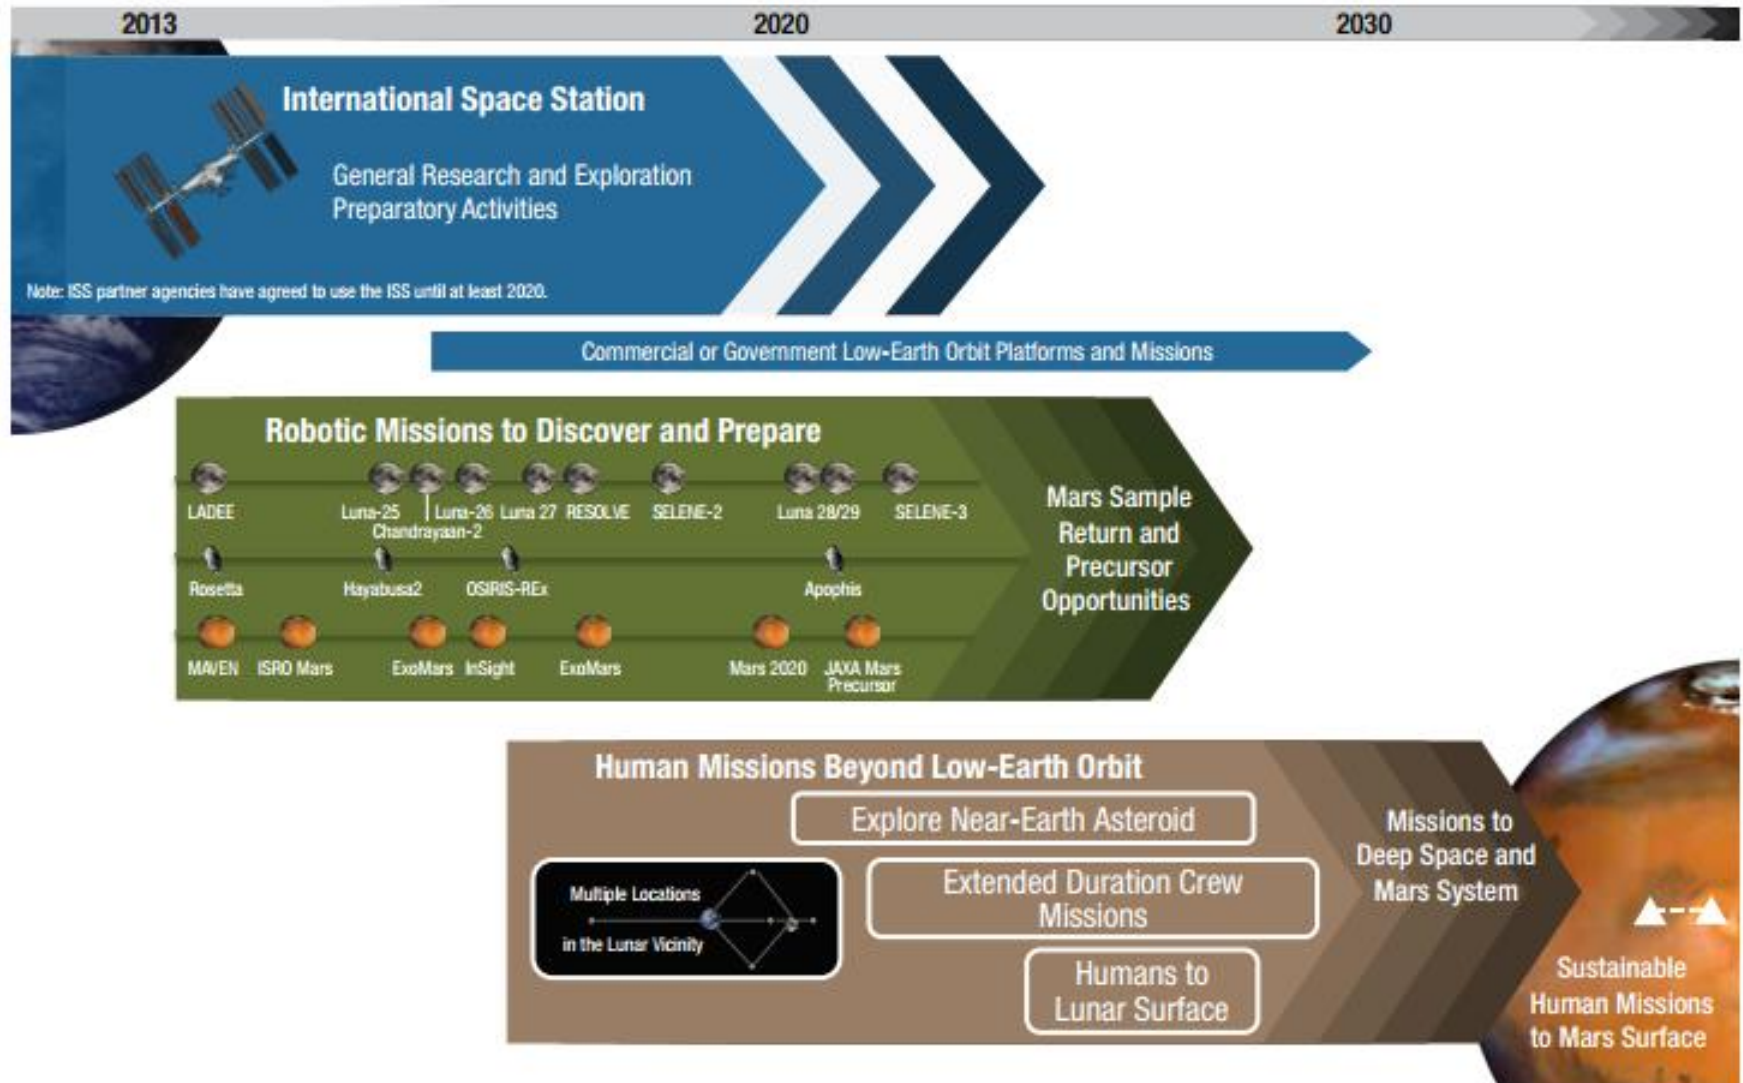 2013 2020 2030
International Space Station
General Research and Exploration
Preparatory Activities
Note: ISS partner agencies have agreed to use the ISS until at least 2020.
Commercial or Government Low-Earth Orbit Platforms and Missions
Robotic Missions to Discover and Prepare
LADEE Luna-25 Luna-26 Luna 27 RESOLVE SELENE-2 Luna 28/29 SELENE-3
Chandrayaan-2
Rosetta Hayabusa2 OSIRIS-REx Apophis
MAVEN ISRO Mars ExoMars InSight ExoMars Mars 2020 JAXA Mars
Precursor
Mars Sample
Return and
Precursor
Opportunities
Human Missions Beyond Low-Earth Orbit
Explore Near-Earth Asteroid
Multiple Locations
in the Lunar Vicinity
Extended Duration Crew
Missions
Humans to
Lunar Surface
Missions to
Deep Space and
Mars System
Sustainable
Human Missions
to Mars Surface